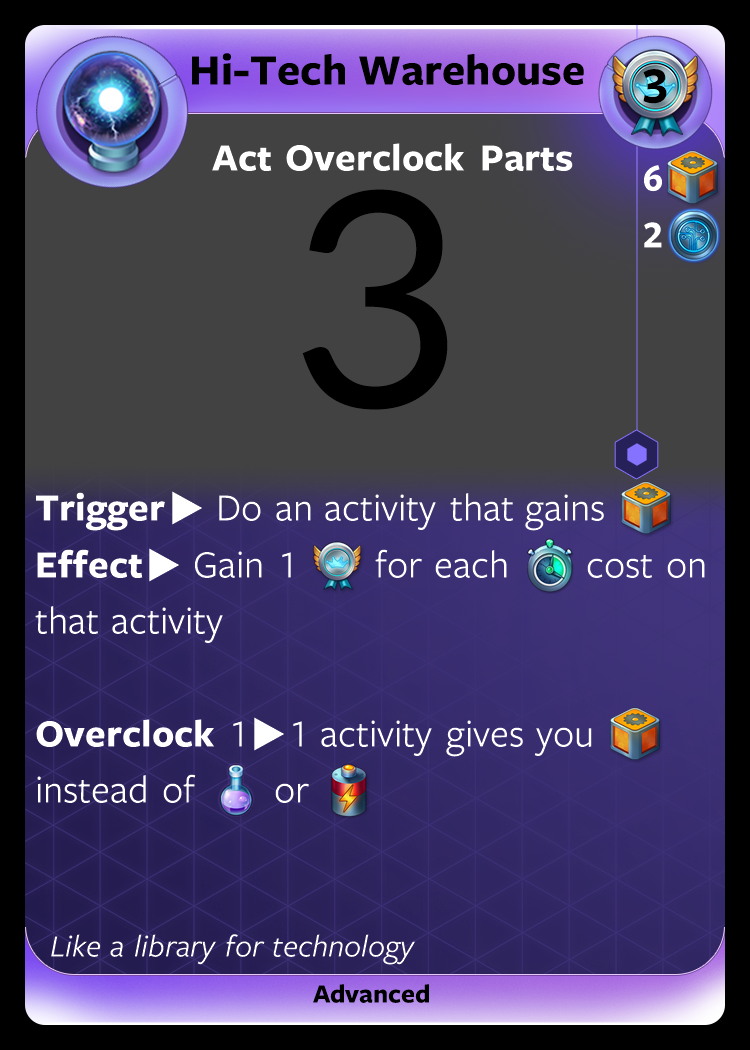 Hi-Tech Warehouse
3
Act Overclock Parts
6
2
3
Trigger▶ Do an activity that gains
Effect▶ Gain 1 for each cost on
that activity
Overclock 1▶1 activity gives you
instead of or
Like a library for technology
Advanced